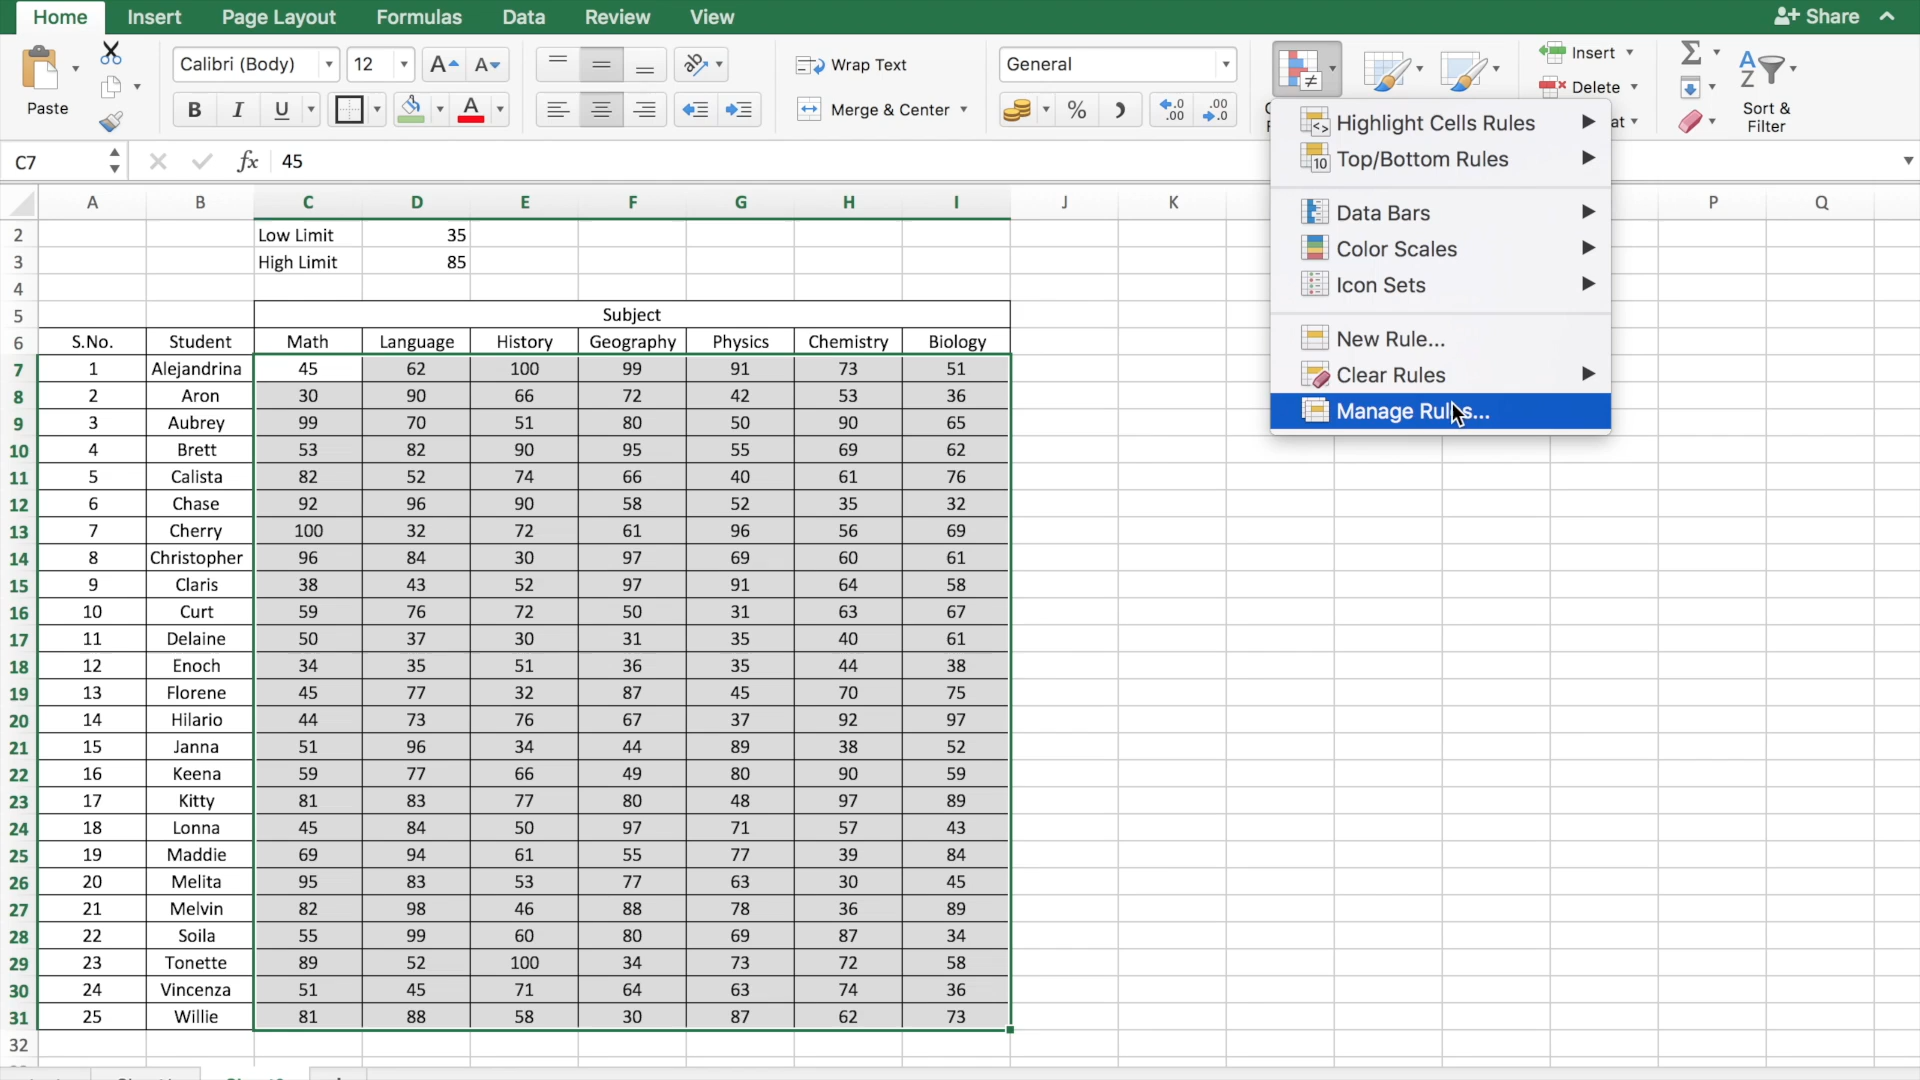 Home Insert Page Layout Formulas Data Review View Share
Calibri (Body) 12 A A ab Wrap Text General Insert
Paste B I U A Merge & Center % .0 .00 .00 .0 Delete
Sort & Filter
C7 fx 45
Highlight Cells Rules
Top/Bottom Rules
Data Bars
Color Scales
Icon Sets
New Rule...
Clear Rules
Manage Rules...
A B C D E F G H I J K P Q
2 Low Limit 35
3 High Limit 85
4
5 Subject
6 S.No. Student Math Language History Geography Physics Chemistry Biology
7 1 Alejandrina 45 62 100 99 91 73 51
8 2 Aron 30 90 66 72 42 53 36
9 3 Aubrey 99 70 51 80 50 90 65
10 4 Brett 53 82 90 95 55 69 62
11 5 Calista 82 52 74 66 40 61 76
12 6 Chase 92 96 90 58 52 35 32
13 7 Cherry 100 32 72 61 96 56 69
14 8 Christopher 96 84 30 97 69 60 61
15 9 Claris 38 43 52 97 91 64 58
16 10 Curt 59 76 72 50 31 63 67
17 11 Delaine 50 37 30 31 35 40 61
18 12 Enoch 34 35 51 36 35 44 38
19 13 Florene 45 77 32 87 45 70 75
20 14 Hilario 44 73 76 67 37 92 97
21 15 Janna 51 96 34 44 89 38 52
22 16 Keena 59 77 66 49 80 90 59
23 17 Kitty 81 83 77 80 48 97 89
24 18 Lonna 45 84 50 97 71 57 43
25 19 Maddie 69 94 61 55 77 39 84
26 20 Melita 95 83 53 77 63 30 45
27 21 Melvin 82 98 46 88 78 36 89
28 22 Soila 55 99 60 80 69 87 34
29 23 Tonette 89 52 100 34 73 72 58
30 24 Vincenza 51 45 71 64 63 74 36
31 25 Willie 81 88 58 30 87 62 73
32